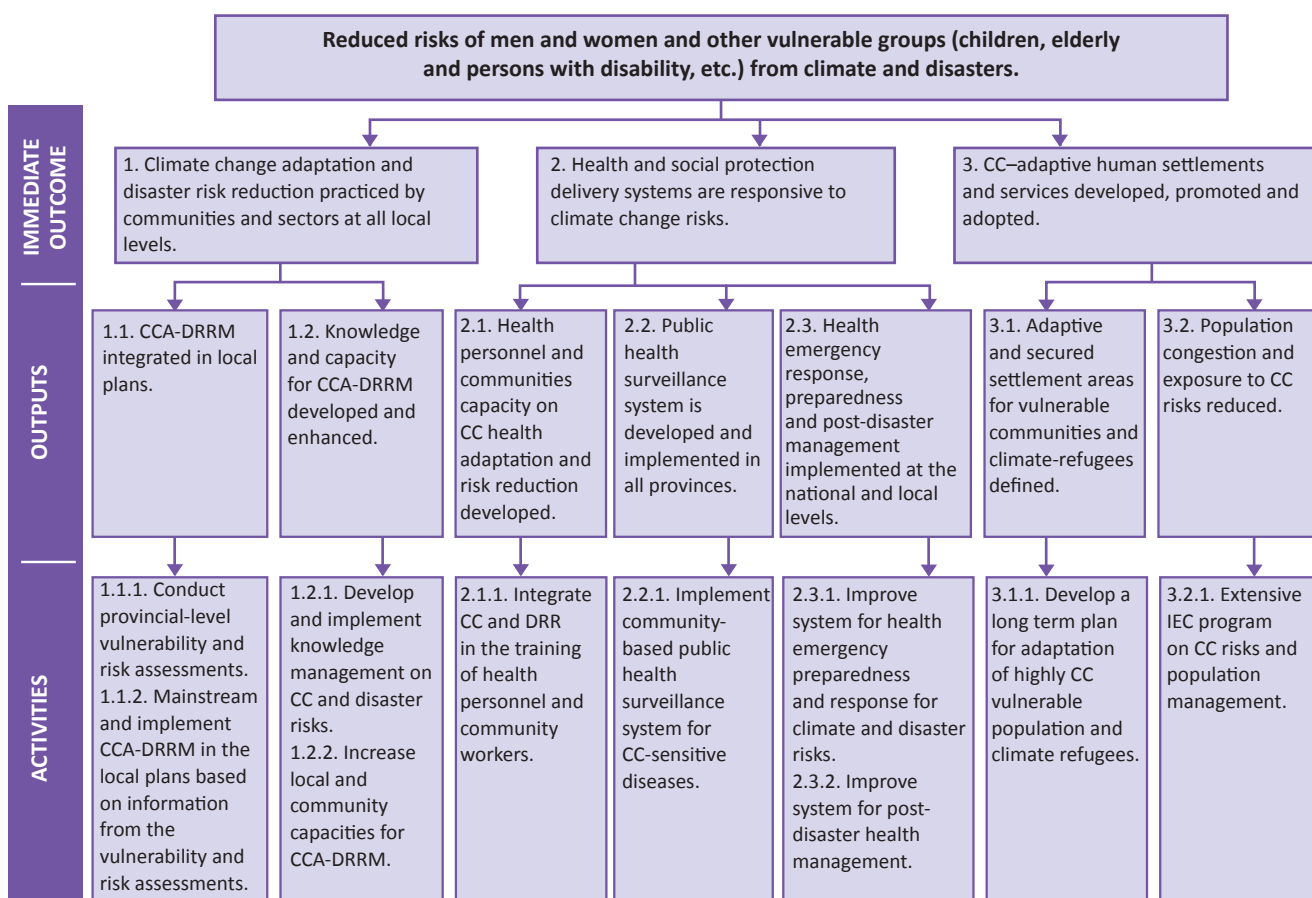 Reduced risks of men and women and other vulnerable groups (children, elderly
and persons with disability, etc.) from climate and disasters.
IMMEDIATE
OUTCOME
1. Climate change adaptation and
disaster risk reduction practiced by
communities and sectors at all local
levels.
2. Health and social protection
delivery systems are responsive to
climate change risks.
3. CC–adaptive human settlements
and services developed, promoted and
adopted.
OUTPUTS
1.1. CCA-DRRM
integrated in local
plans.
1.2. Knowledge
and capacity
for CCA-DRRM
developed and
enhanced.
2.1. Health
personnel and
communities
capacity on
CC health
adaptation and
risk reduction
developed.
2.2. Public
health
surveillance
system is
developed and
implemented in
all provinces.
2.3. Health
emergency
response,
preparedness
and post-disaster
management
implemented at the
national and local
levels.
3.1. Adaptive
and secured
settlement areas
for vulnerable
communities and
climate-refugees
defined.
3.2. Population
congestion and
exposure to CC
risks reduced.
ACTIVITIES
1.1.1. Conduct
provincial-level
vulnerability and
risk assessments.
1.1.2. Mainstream
and implement
CCA-DRRM in the
local plans based
on information
from the
vulnerability and
risk assessments.
1.2.1. Develop
and implement
knowledge
management on
CC and disaster
risks.
1.2.2. Increase
local and
community
capacities for
CCA-DRRM.
2.1.1. Integrate
CC and DRR
in the training
of health
personnel and
community
workers.
2.2.1. Implement
community-
based public
health
surveillance
system for
CC-sensitive
diseases.
2.3.1. Improve
system for health
emergency
preparedness
and response for
climate and disaster
risks.
2.3.2. Improve
system for post-
disaster health
management.
3.1.1. Develop a
long term plan
for adaptation
of highly CC
vulnerable
population and
climate refugees.
3.2.1. Extensive
IEC program
on CC risks and
population
management.